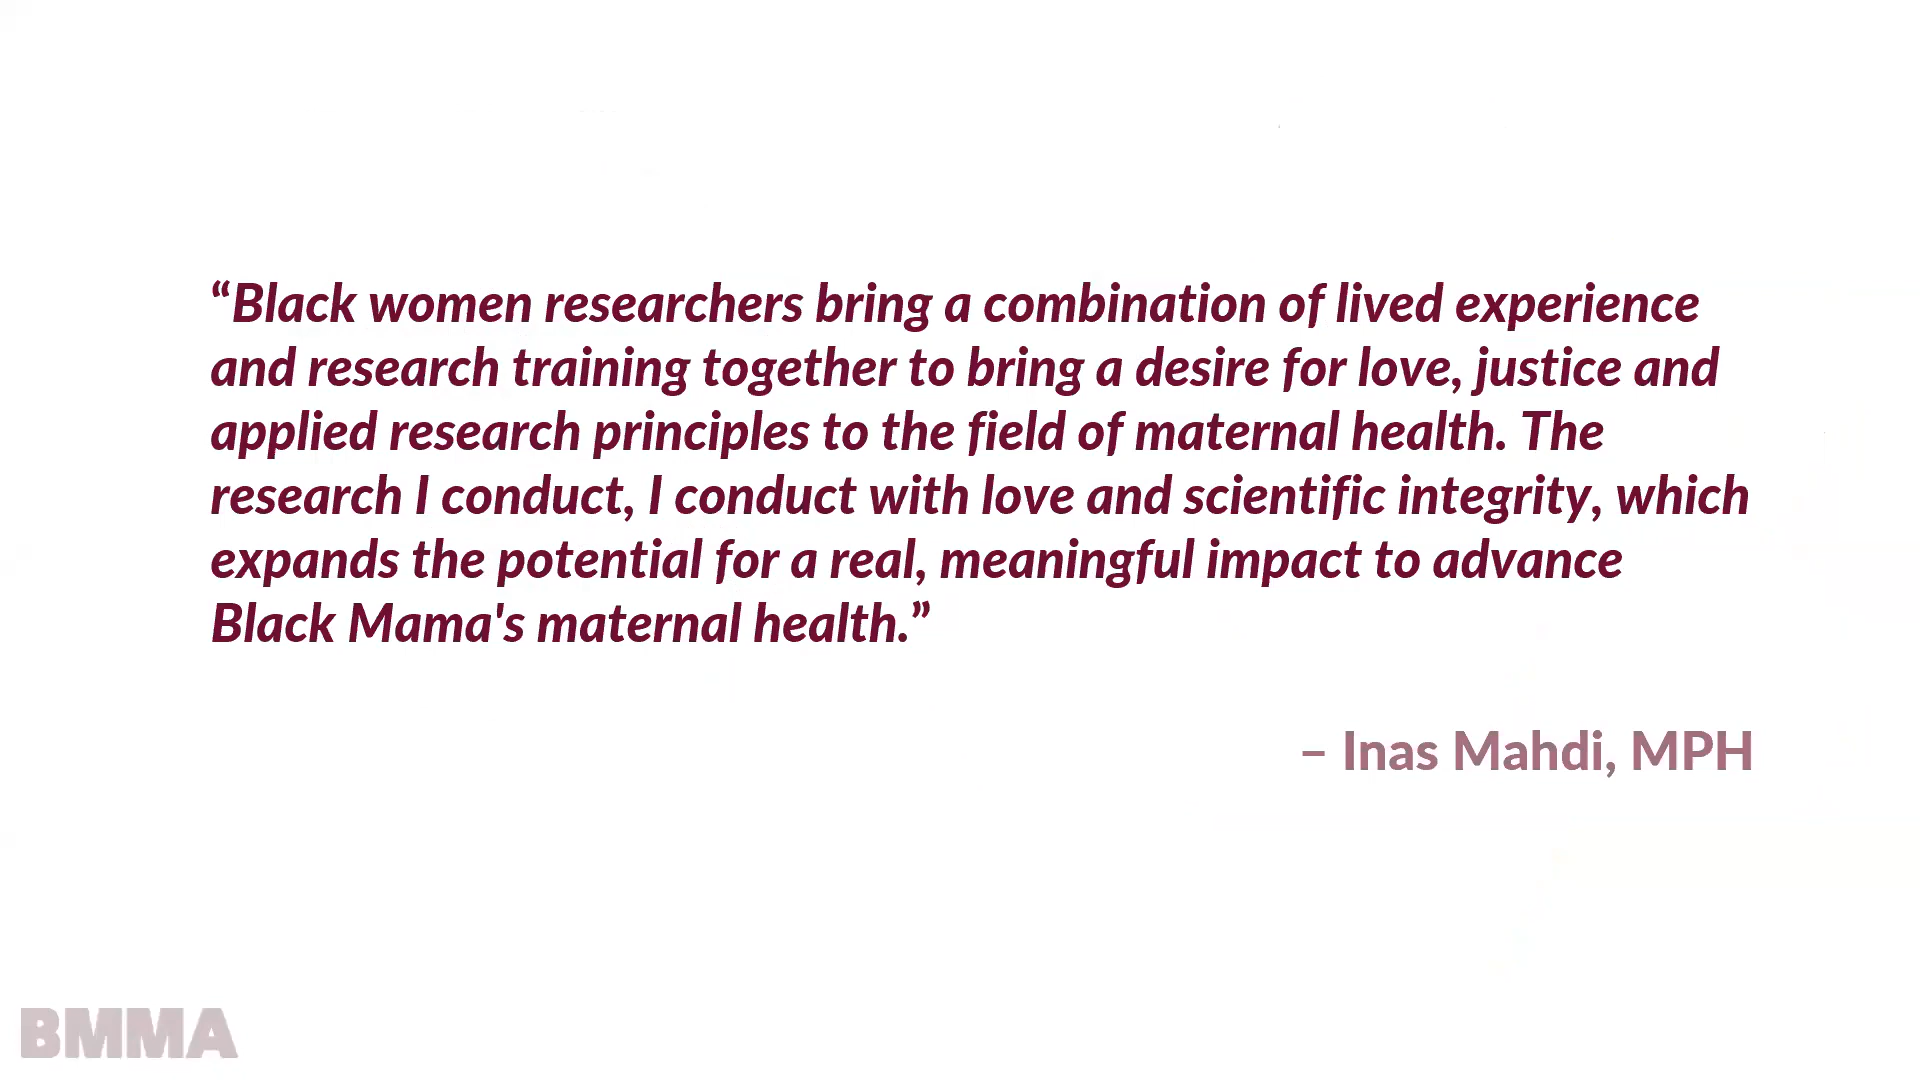 “Black women researchers bring a combination of lived experience
and research training together to bring a desire for love, justice and
applied research principles to the field of maternal health. The
research I conduct, I conduct with love and scientific integrity, which
expands the potential for a real, meaningful impact to advance
Black Mama's maternal health.”
– Inas Mahdi, MPH
BMMA